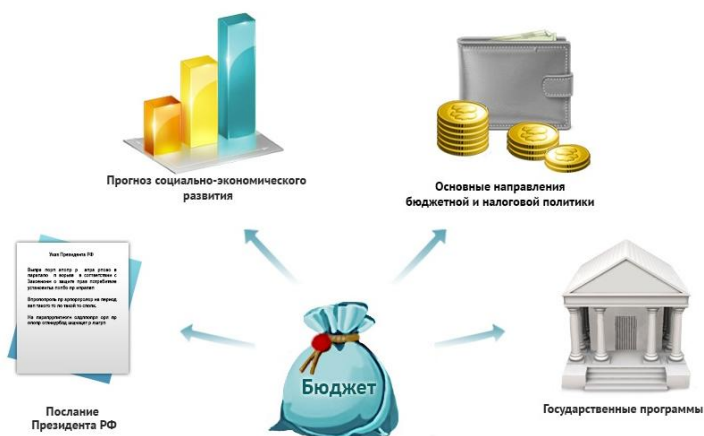 Прогноз социально-экономического
развития
Основные направления
бюджетной и налоговой политики
Указ Президента РФ
Бюджет
Послание
Президента РФ
Государственные программы